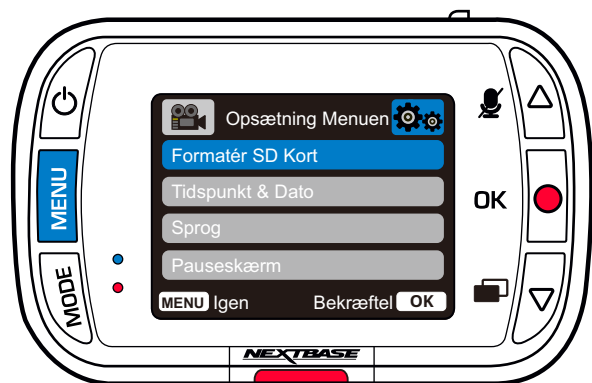 Opsætning Menuen
Formatér SD Kort
Tidspunkt & Dato
Sprog
Pauseskærm
MENU Igen Bekræftel OK
MENU
MODE
OK
NEXTBASE